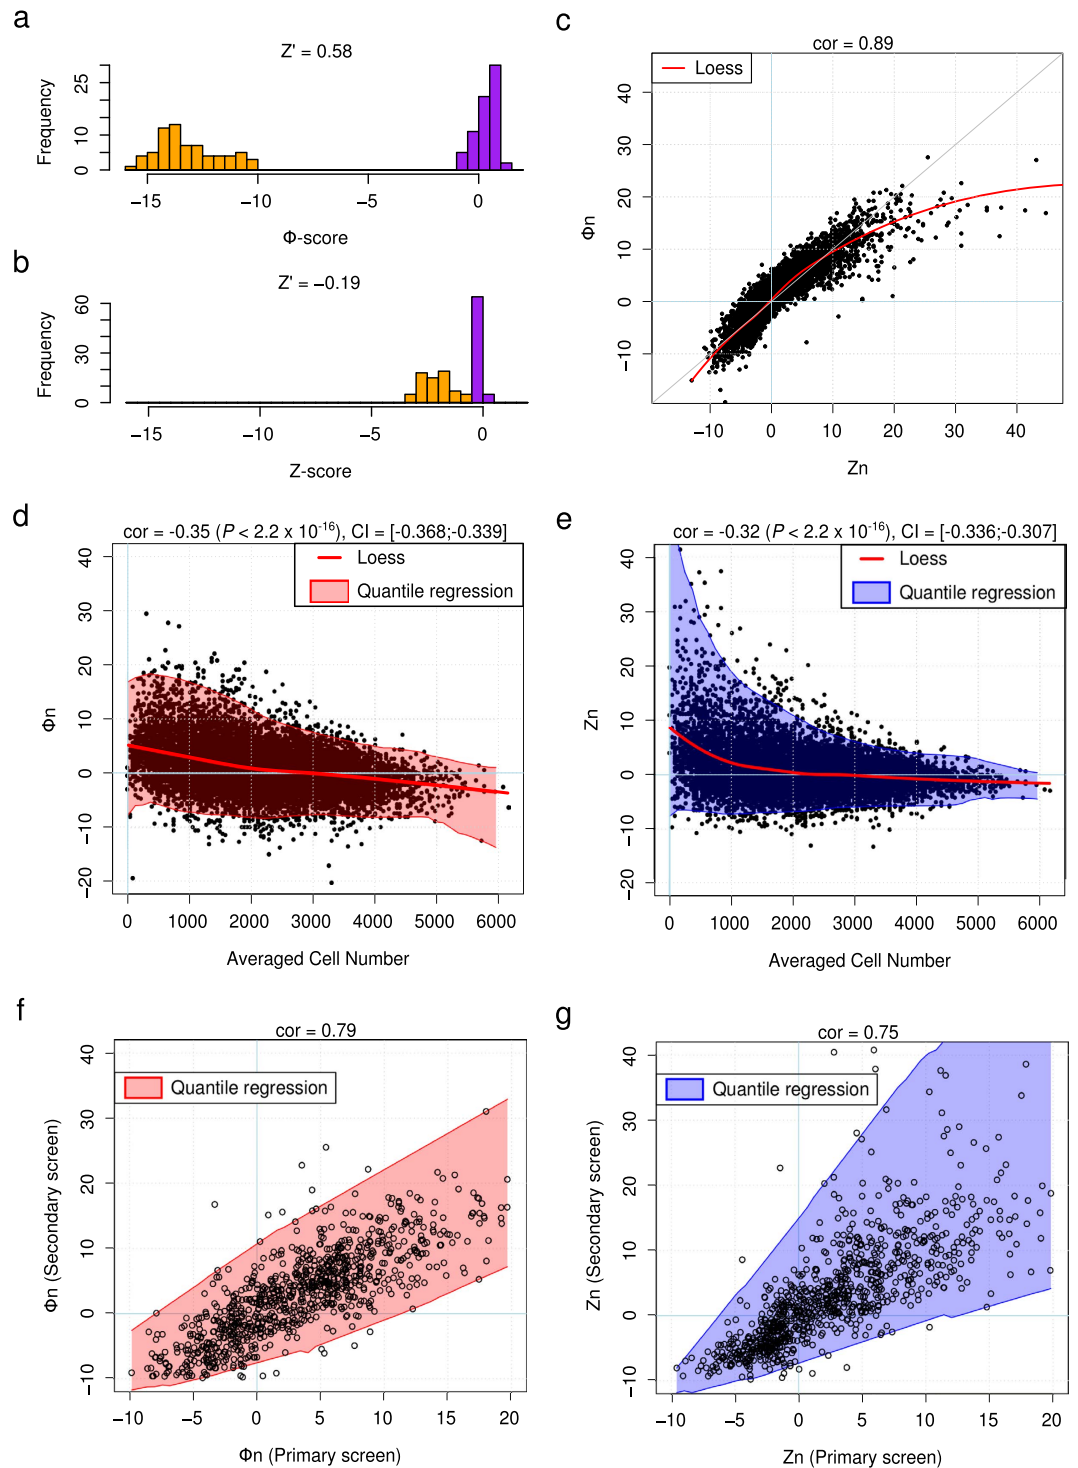 a
Z' = 0.58
Frequency
0
10
25
−15
−10
−5
0
Φ-score
b
Z' = −0.19
Frequency
0
30
60
−15
−10
−5
0
Z-score
c
cor = 0.89
Loess
Φn
−10
0
10
20
30
40
−10
0
10
20
30
40
Zn
d
cor = -0.35 (P < 2.2 x 10-16), CI = [-0.368;-0.339]
Loess
Quantile regression
Φn
−20
−10
0
10
20
30
40
0
1000
2000
3000
4000
5000
6000
Averaged Cell Number
e
cor = -0.32 (P < 2.2 x 10-16), CI = [-0.336;-0.307]
Loess
Quantile regression
Zn
−20
−10
0
10
20
30
40
0
1000
2000
3000
4000
5000
6000
Averaged Cell Number
f
cor = 0.79
Quantile regression
Φn (Secondary screen)
−10
0
10
20
30
40
−10
−5
0
5
10
15
20
Φn (Primary screen)
g
cor = 0.75
Quantile regression
Zn (Secondary screen)
−10
0
10
20
30
40
−10
−5
0
5
10
15
20
Zn (Primary screen)